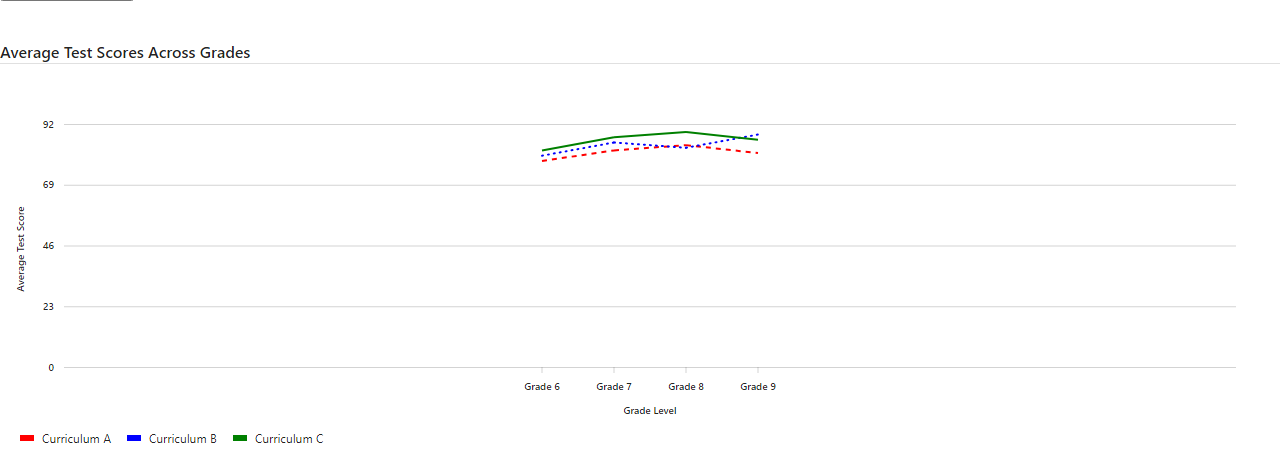 Average Test Scores Across Grades
92
69
46
23
0
Average Test Score
Grade 6 Grade 7 Grade 8 Grade 9
Grade Level
Curriculum A Curriculum B Curriculum C